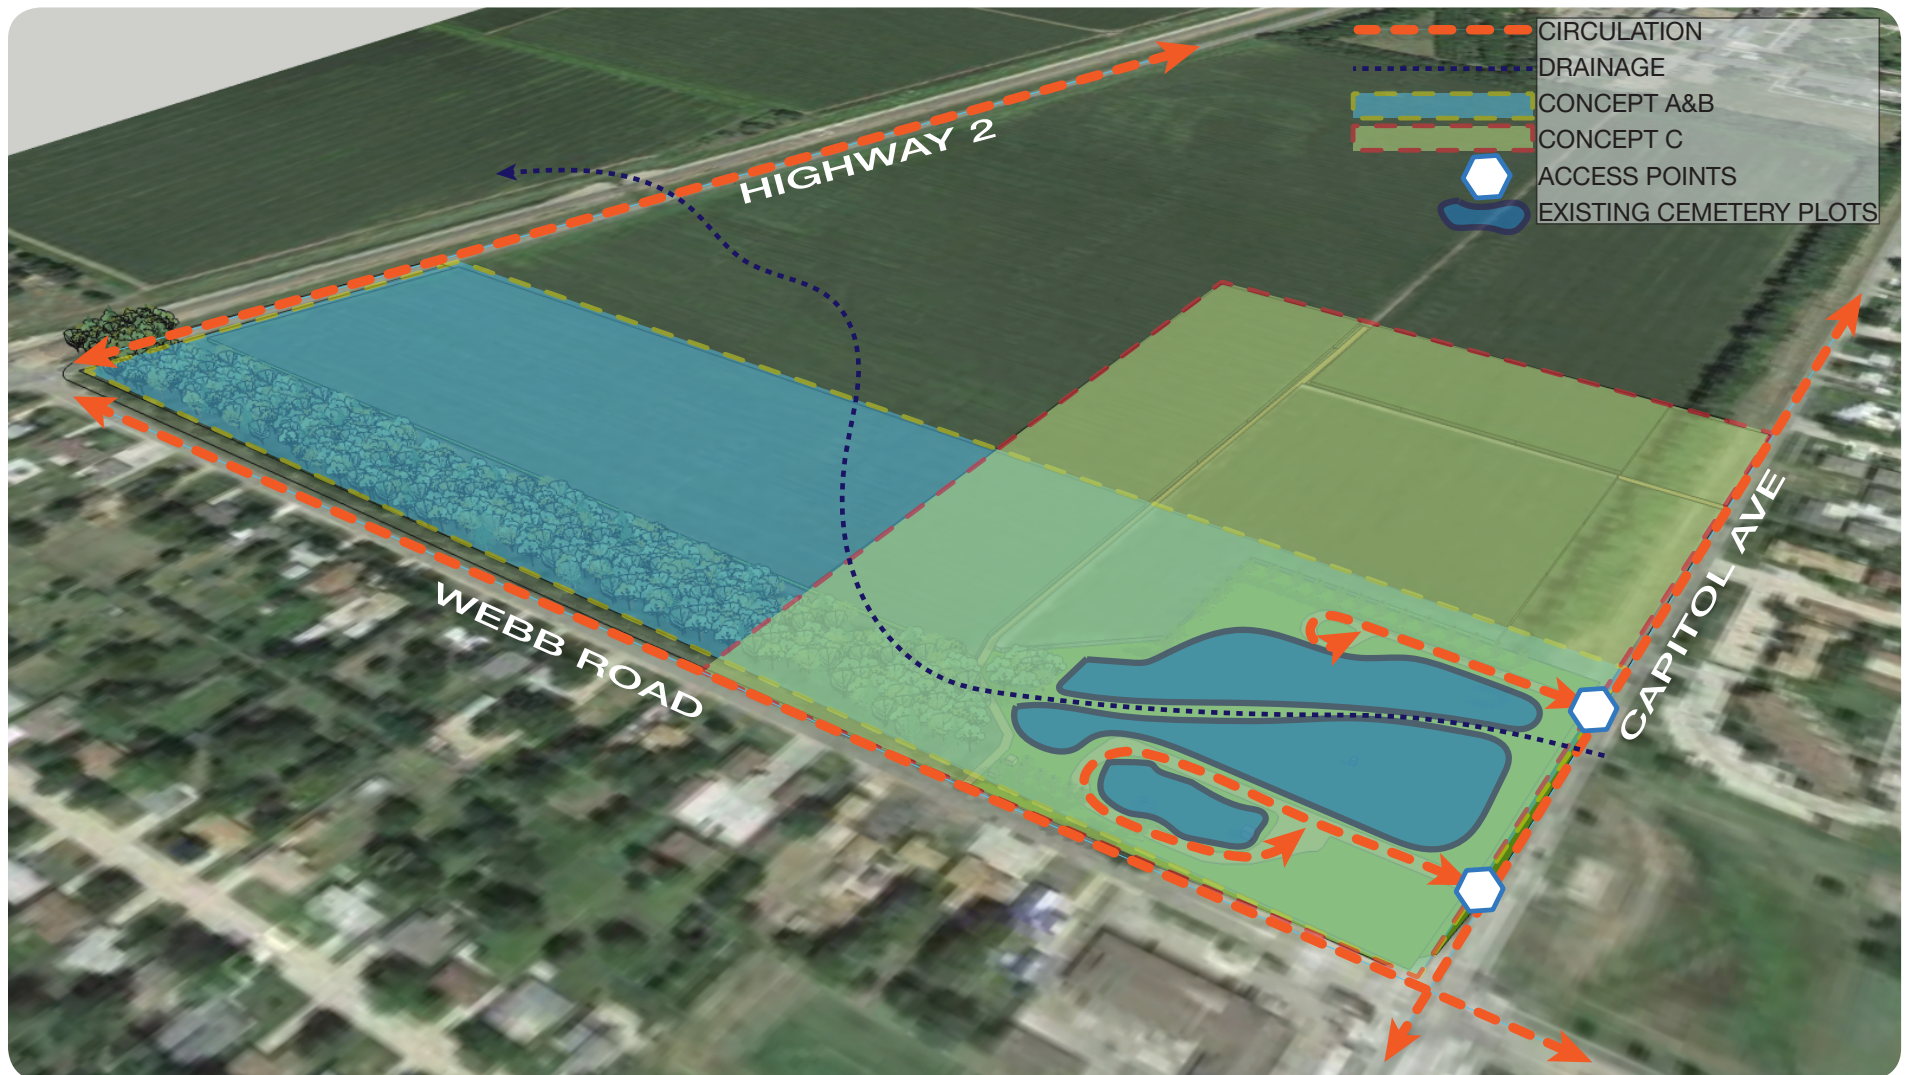 CIRCULATION
DRAINAGE
CONCEPT A&B
CONCEPT C
ACCESS POINTS
EXISTING CEMETERY PLOTS
HIGHWAY 2
CAPITOL AVE
WEBB ROAD